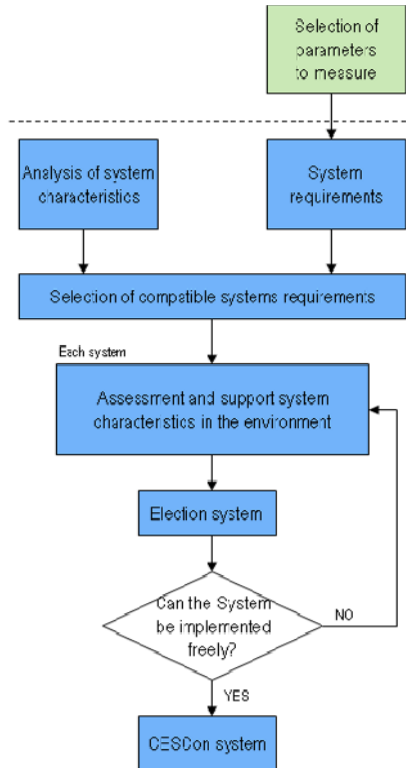 Selection of
parameters
to measure
Analysis of system
characteristics
System
requirements
Selection of compatible systems requirements
Each system
Assessment and support system
characteristics in the environment
Election system
Can the System
be implemented
freely?
NO
YES
CESCon system